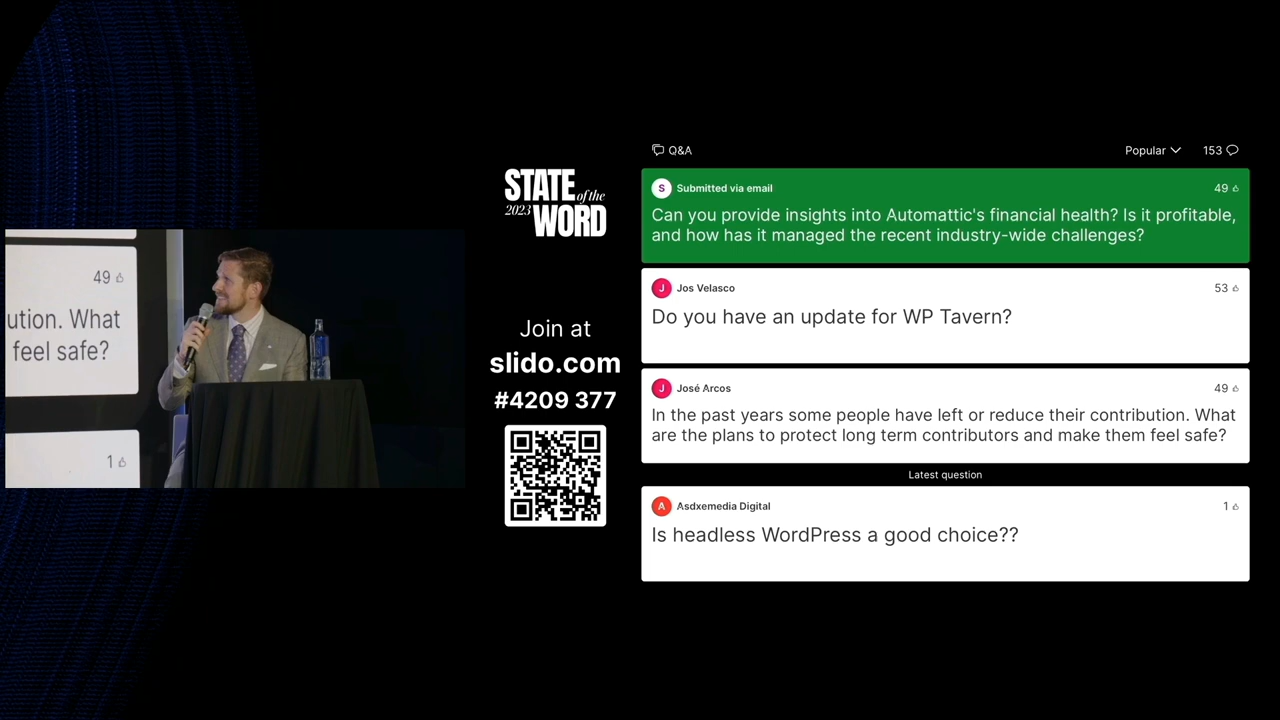 49
ution. What
feel safe?
1
STATE
of the
2023 WORD
Join at
slido.com
#4209 377
Q&A
Popular
153
S
Submitted via email
49
Can you provide insights into Automattic's financial health? Is it profitable,
and how has it managed the recent industry-wide challenges?
J
Jos Velasco
53
Do you have an update for WP Tavern?
J
José Arcos
49
In the past years some people have left or reduce their contribution. What
are the plans to protect long term contributors and make them feel safe?
Latest question
A
Asdxemedia Digital
1
Is headless WordPress a good choice??